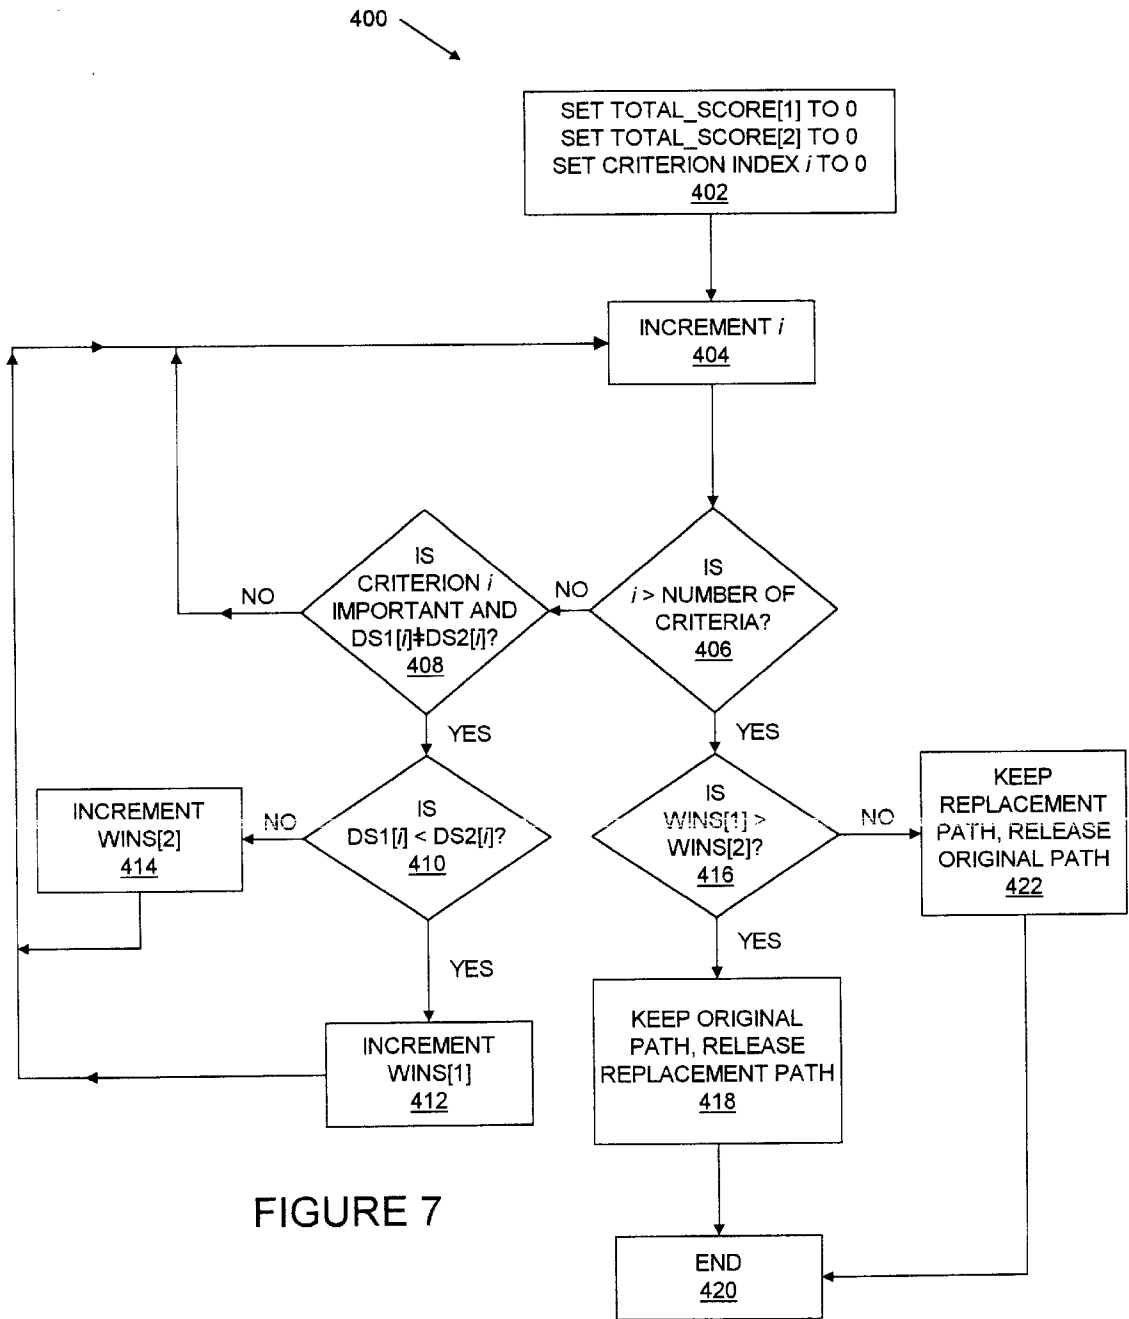 400
SET TOTAL_SCORE[1] TO 0
SET TOTAL_SCORE[2] TO 0
SET CRITERION INDEX i TO 0
402
INCREMENT i
404
IS
i > NUMBER OF
CRITERIA?
406
NO
IS
CRITERION i
IMPORTANT AND
DS1[i]ǂDS2[i]?
408
NO
YES
YES
IS
DS1[i] < DS2[i]?
410
NO
INCREMENT
WINS[2]
414
YES
INCREMENT
WINS[1]
412
IS
WINS[1] >
WINS[2]?
416
NO
KEEP
REPLACEMENT
PATH, RELEASE
ORIGINAL PATH
422
YES
KEEP ORIGINAL
PATH, RELEASE
REPLACEMENT PATH
418
END
420
FIGURE 7